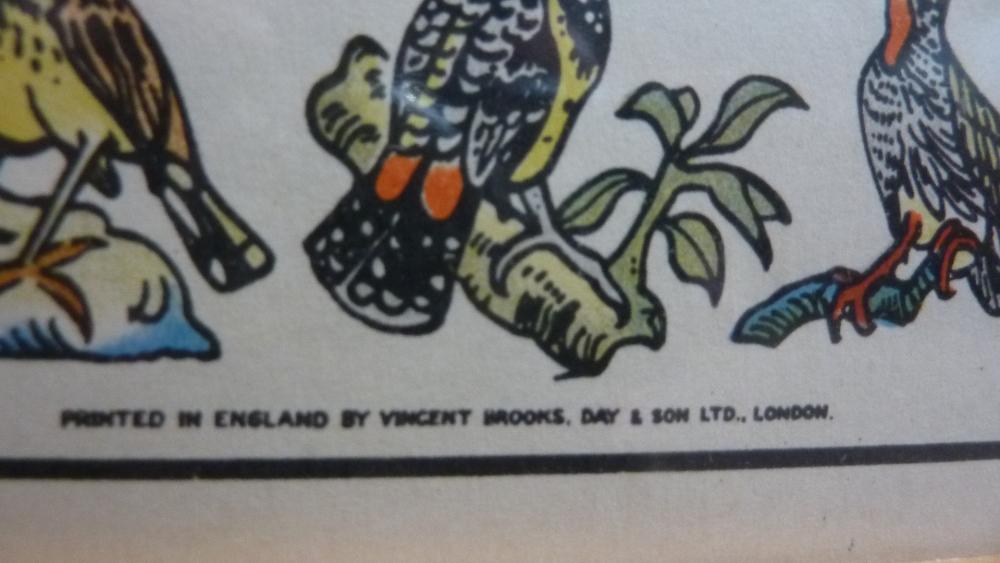 PRINTED IN ENGLAND BY VINCENT BROOKS, DAY & SON LTD., LONDON.